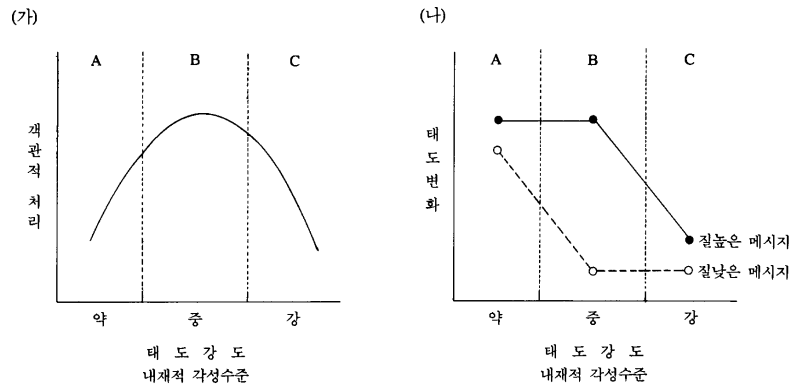 (가)
A B C
객관적 처리
약 중 강
태 도 강 도
내재적 각성수준
(나)
A B C
태도변화
질높은 메시지
질낮은 메시지
약 중 강
태 도 강 도
내재적 각성수준